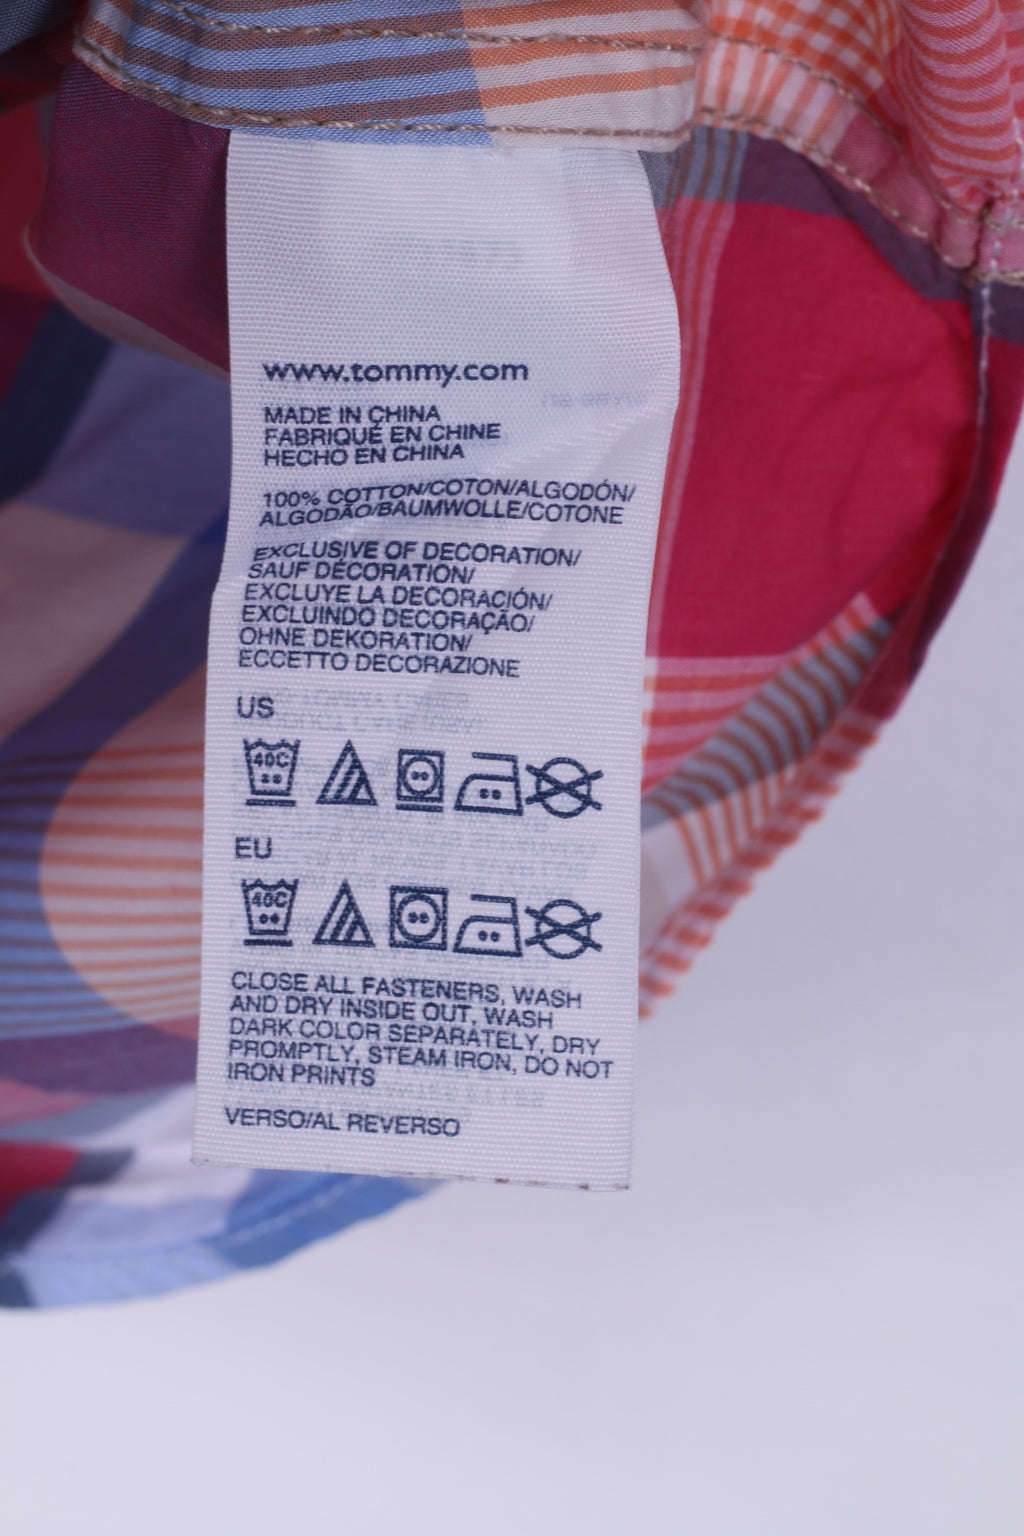 www.tommy.com
MADE IN CHINA
FABRIQUÉ EN CHINE
HECHO EN CHINA
100% COTTON/COTON/ALGODÓN/
ALGODÃO/BAUMWOLLE/COTONE
EXCLUSIVE OF DECORATION/
SAUF DÉCORATION/
EXCLUYE LA DECORACIÓN/
EXCLUINDO DECORAÇÃO/
OHNE DEKORATION/
ECCETTO DECORAZIONE
US
40C
EU
40C
CLOSE ALL FASTENERS, WASH
AND DRY INSIDE OUT, WASH
DARK COLOR SEPARATELY, DRY
PROMPTLY, STEAM IRON, DO NOT
IRON PRINTS
VERSO/AL REVERSO